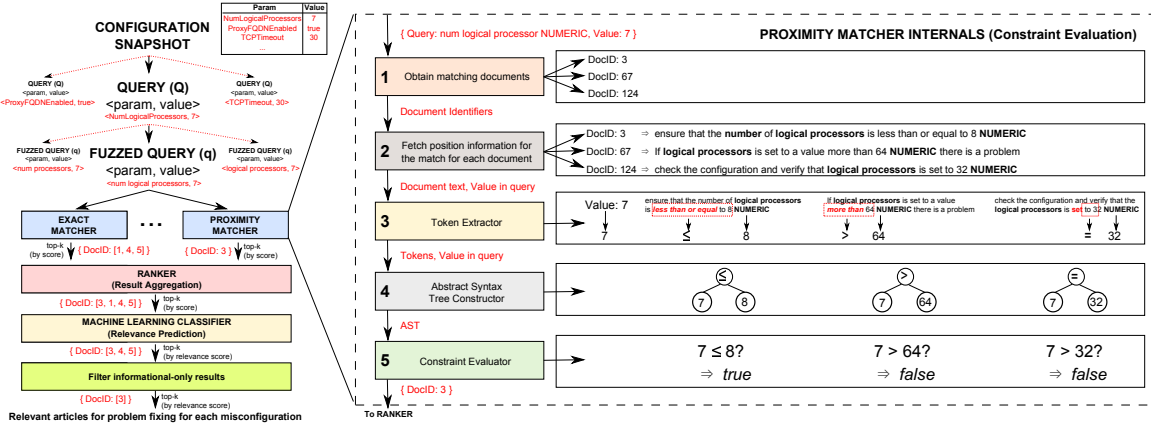 CONFIGURATION
SNAPSHOT
Param Value
NumLogicalProcessors 7
ProxyFQDNEnabled true
TCPTimeout 30
...
QUERY (Q)
<param, value>
<ProxyFQDNEnabled, true>
QUERY (Q)
<param, value>
<NumLogicalProcessors, 7>
QUERY (Q)
<param, value>
<TCPTimeout, 30>
FUZZED QUERY (q)
<param, value>
<num processors, 7>
FUZZED QUERY (q)
<param, value>
<num logical processors, 7>
FUZZED QUERY (q)
<param, value>
<logical processors, 7>
EXACT
MATCHER
...
PROXIMITY
MATCHER
top-k
(by score)
{ DocID: [1, 4, 5] }
{ DocID: 3 }
top-k
(by score)
RANKER
(Result Aggregation)
{ DocID: [3, 1, 4, 5] }
top-k
(by score)
MACHINE LEARNING CLASSIFIER
(Relevance Prediction)
{ DocID: [3, 4, 5] }
top-k
(by relevance score)
Filter informational-only results
{ DocID: [3] }
top-k
(by relevance score)
Relevant articles for problem fixing for each misconfiguration
PROXIMITY MATCHER INTERNALS (Constraint Evaluation)
{ Query: num logical processor NUMERIC, Value: 7 }
1 Obtain matching documents
DocID: 3
DocID: 67
DocID: 124
Document Identifiers
2 Fetch position information for
the match for each document
DocID: 3 ⇒ ensure that the number of logical processors is less than or equal to 8 NUMERIC
DocID: 67 ⇒ If logical processors is set to a value more than 64 NUMERIC there is a problem
DocID: 124 ⇒ check the configuration and verify that logical processors is set to 32 NUMERIC
Document text, Value in query
3 Token Extractor
Value: 7
7
ensure that the number of logical processors
is less than or equal to 8 NUMERIC
≤ 8
If logical processors is set to a value
more than 64 NUMERIC there is a problem
> 64
check the configuration and verify that the
logical processors is set to 32 NUMERIC
= 32
Tokens, Value in query
4 Abstract Syntax
Tree Constructor
≤
7 8
>
7 64
=
7 32
AST
5 Constraint Evaluator
7 ≤ 8?
⇒ true
7 > 64?
⇒ false
7 > 32?
⇒ false
{ DocID: 3 }
To RANKER